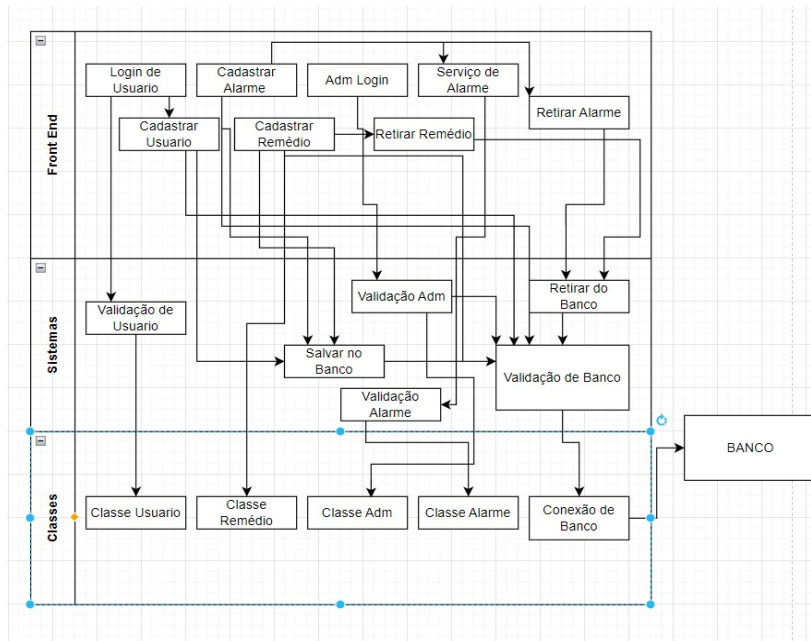 Front End
Login de
Usuario
Cadastrar
Alarme
Adm Login
Serviço de
Alarme
Retirar Alarme
Cadastrar
Usuario
Cadastrar
Remédio
Retirar Remédio
SIstemas
Validação de
Usuario
Validação Adm
Retirar do
Banco
Salvar no
Banco
Validação de Banco
Validação
Alarme
Classes
Classe Usuario
Classe
Remédio
Classe Adm
Classe Alarme
Conexão de
Banco
BANCO